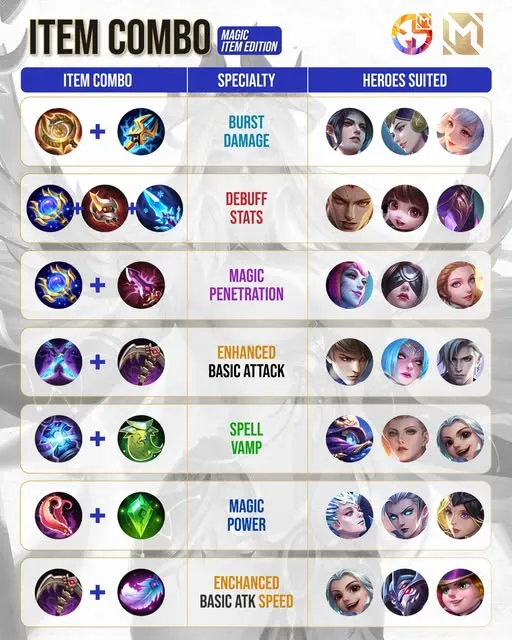 ITEM COMBO
MAGIC
ITEM EDITION
M
M
ITEM COMBO
SPECIALTY
HEROES SUITED
+
BURST
DAMAGE
+ +
DEBUFF
STATS
+
MAGIC
PENETRATION
+
ENHANCED
BASIC ATTACK
+
SPELL
VAMP
+
MAGIC
POWER
+
ENCHANCED
BASIC ATK SPEED